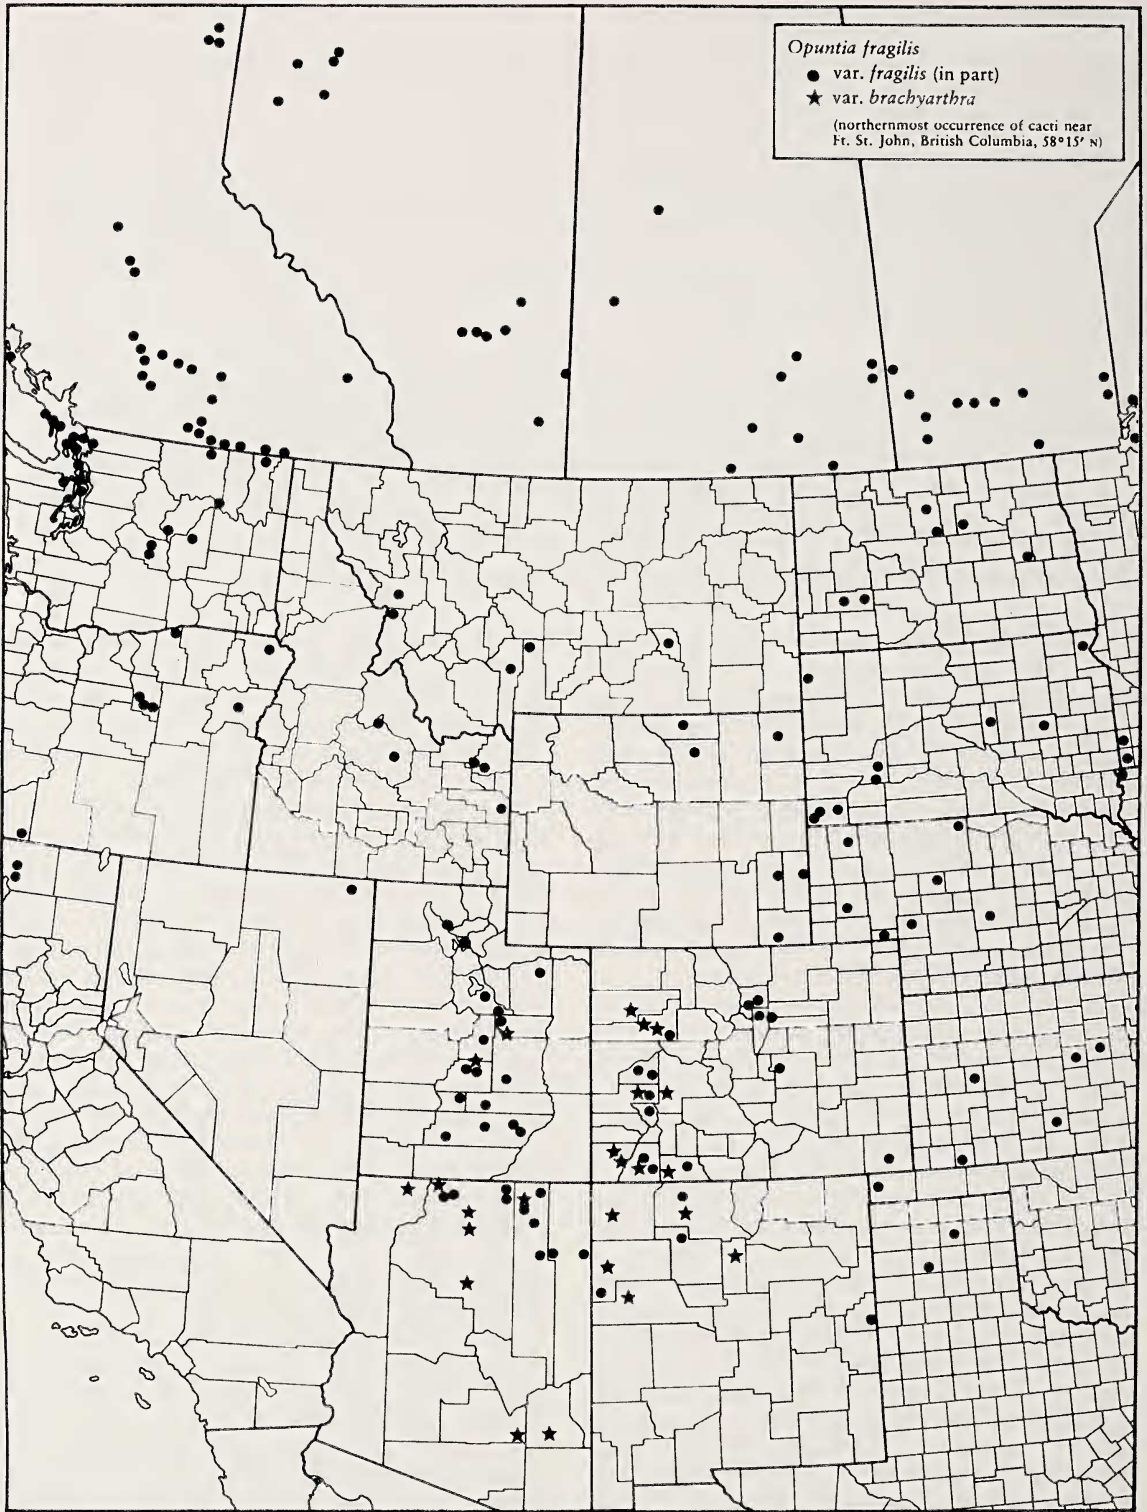 Opuntia fragilis
● var. fragilis (in part)
★ var. brachyarthra
(northernmost occurrence of cacti near
Ft. St. John, British Columbia, 58°15′ N)